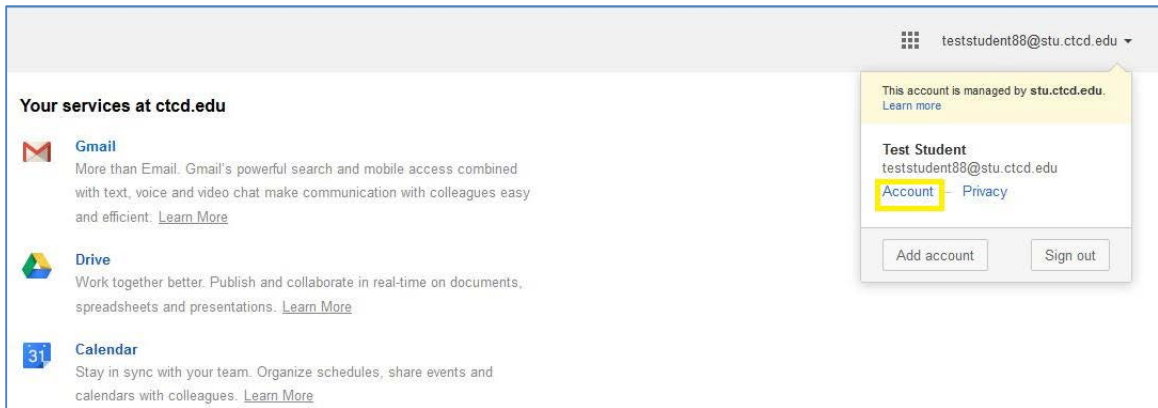 teststudent88@stu.ctcd.edu
This account is managed by stu.ctcd.edu.
Learn more
Test Student
teststudent88@stu.ctcd.edu
Account – Privacy
Add account Sign out
Your services at ctcd.edu
Gmail
More than Email. Gmail's powerful search and mobile access combined
with text, voice and video chat make communication with colleagues easy
and efficient. Learn More
Drive
Work together better. Publish and collaborate in real-time on documents,
spreadsheets and presentations. Learn More
31
Calendar
Stay in sync with your team. Organize schedules, share events and
calendars with colleagues. Learn More